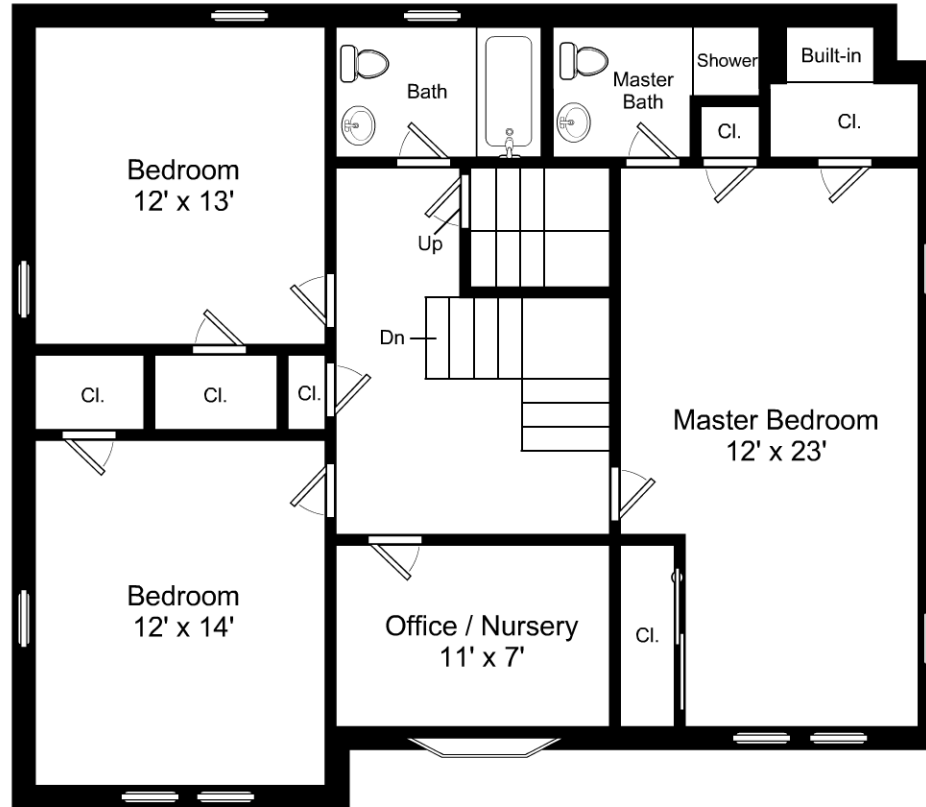 Bath
Master
Bath
Shower
Built-in
Cl.
Cl.
Bedroom
12' x 13'
Up
Dn
Cl.
Cl.
Cl.
Master Bedroom
12' x 23'
Bedroom
12' x 14'
Office / Nursery
11' x 7'
Cl.